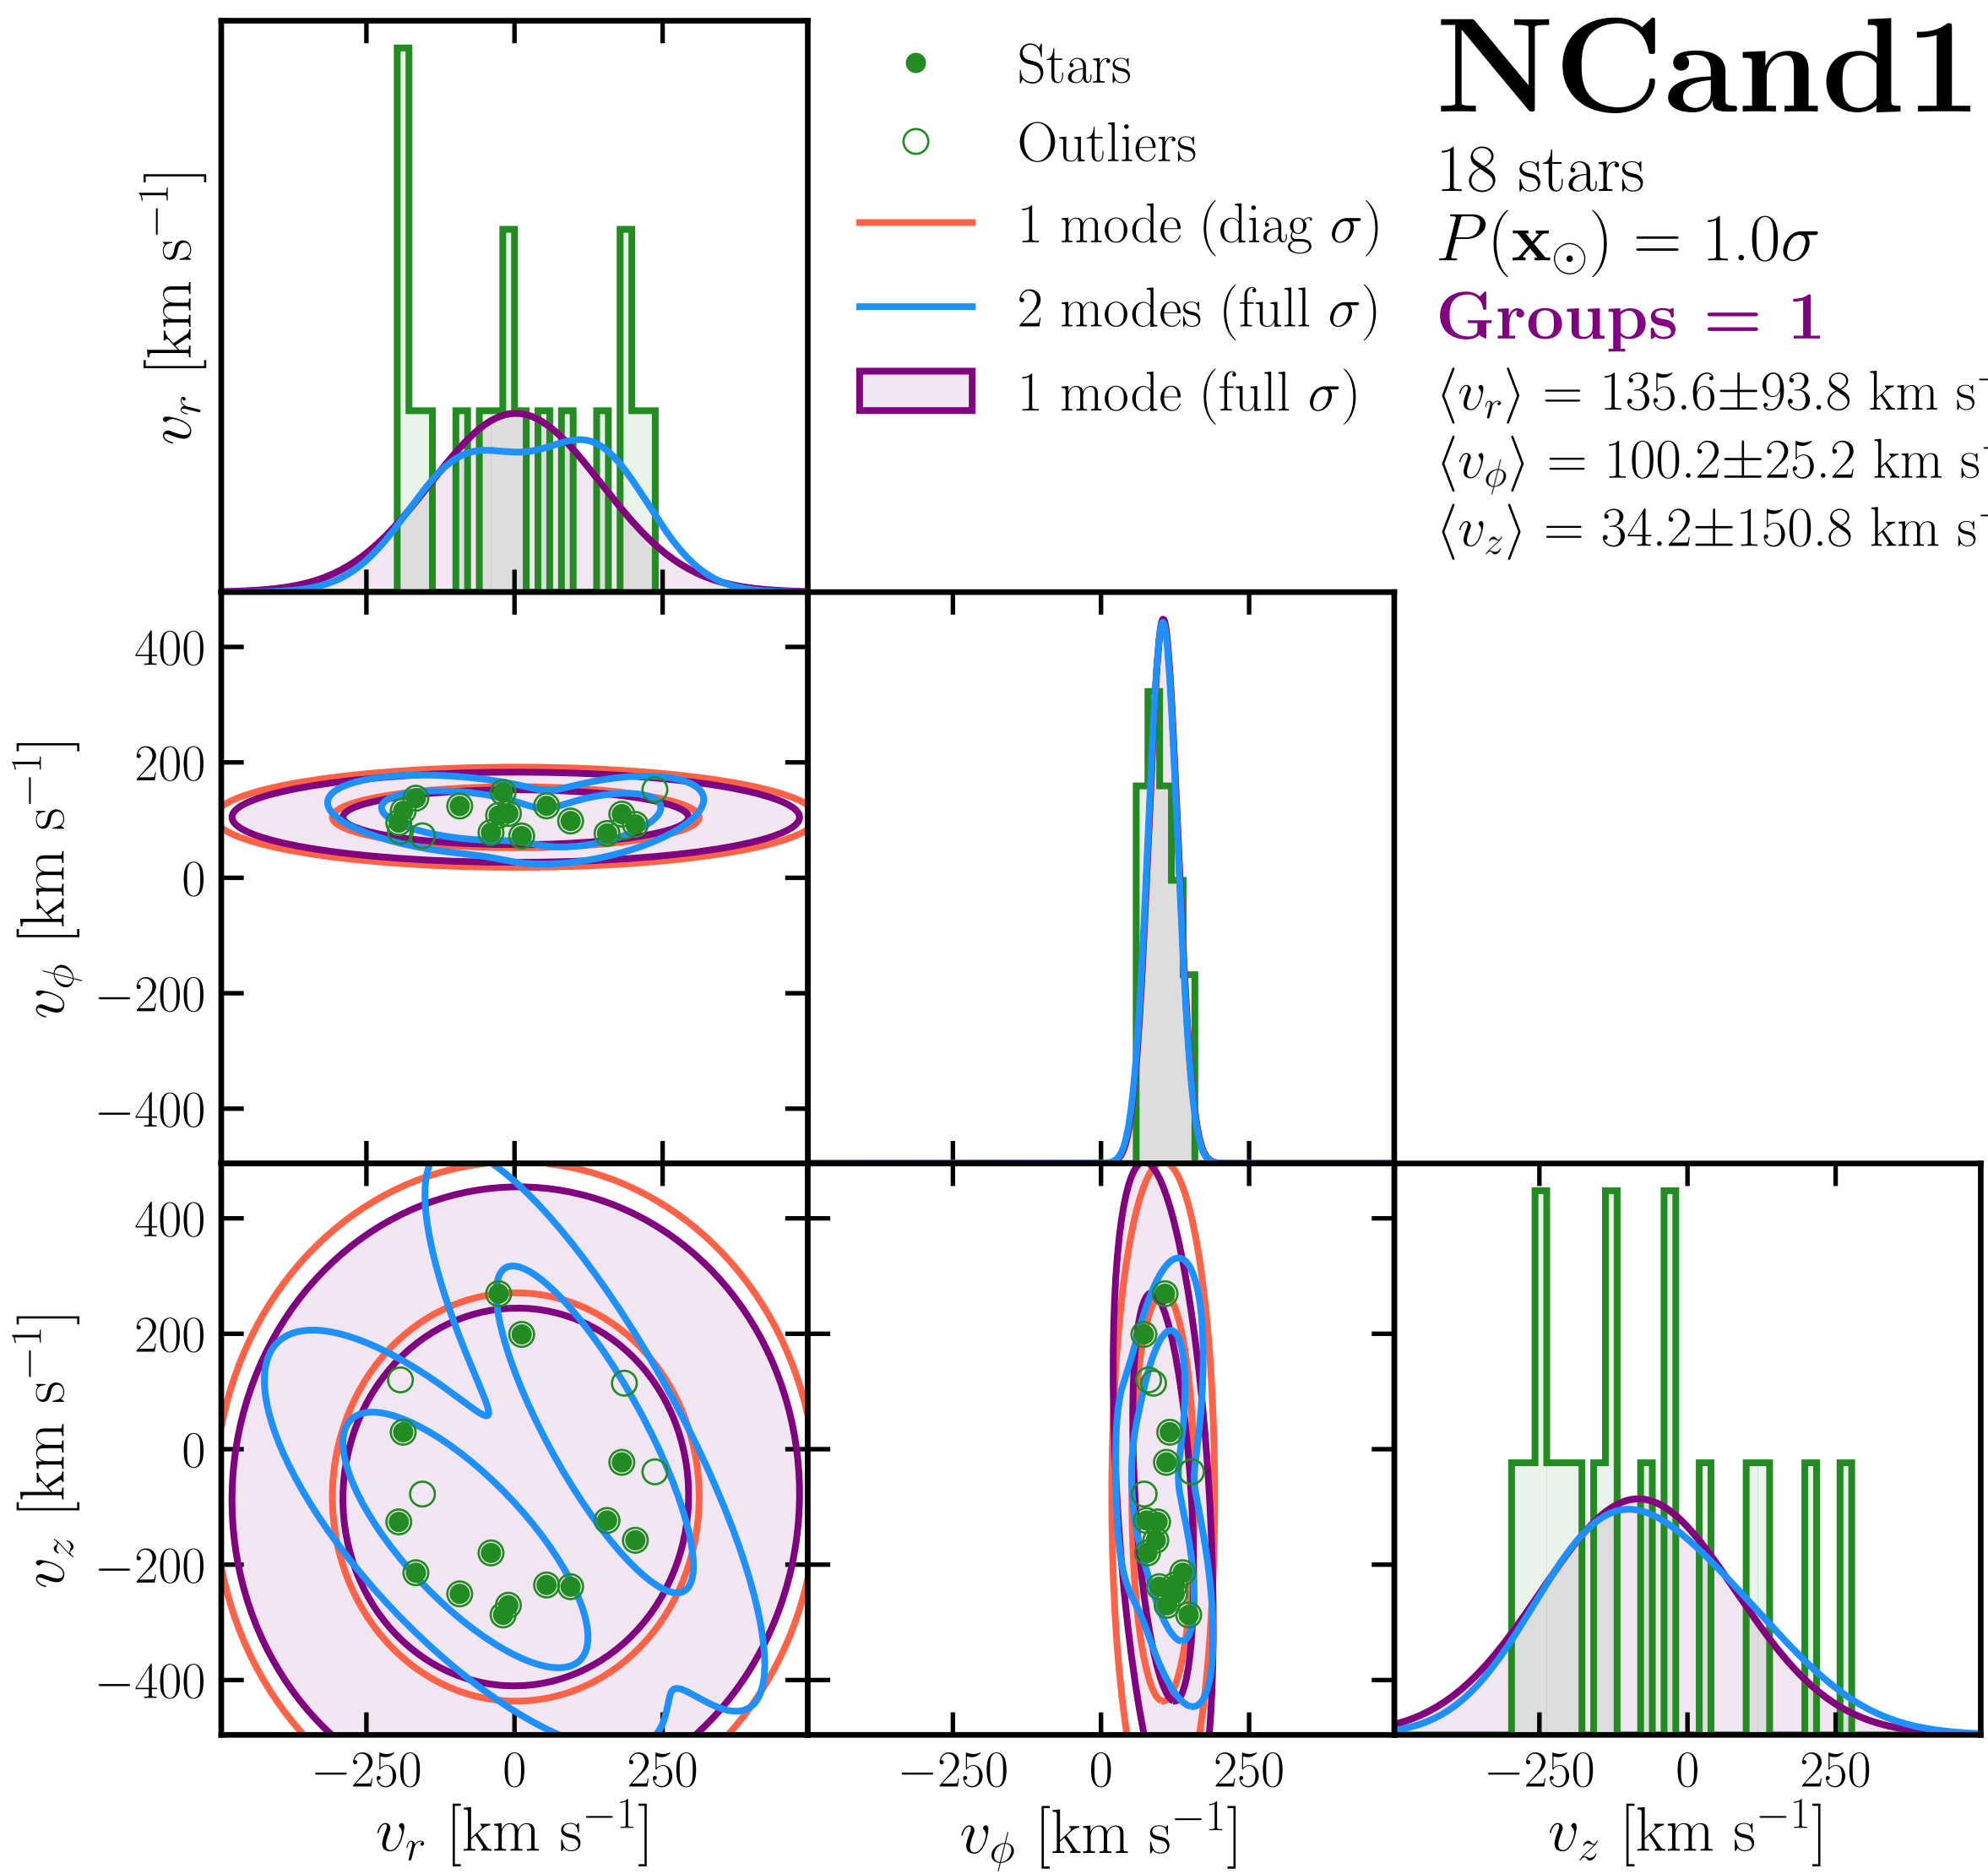 NCand1
18 stars
P(x⊙) = 1.0σ
Groups = 1
⟨v_r⟩ = 135.6±93.8 km s⁻
⟨v_ϕ⟩ = 100.2±25.2 km s⁻
⟨v_z⟩ = 34.2±150.8 km s⁻
Stars
Outliers
1 mode (diag σ)
2 modes (full σ)
1 mode (full σ)
v_r [km s⁻¹]
v_ϕ [km s⁻¹]
400
200
0
−200
−400
v_z [km s⁻¹]
400
200
0
−200
−400
−250 0 250 −250 0 250 −250 0 250
v_r [km s⁻¹] v_ϕ [km s⁻¹] v_z [km s⁻¹]